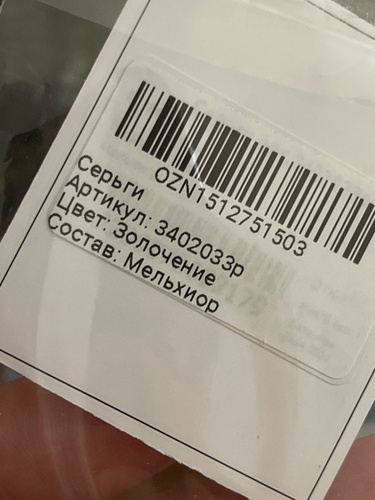 OZN1512751503
Серьги
Артикул: 3402033р
Цвет: Золочение
Состав: Мельхиор